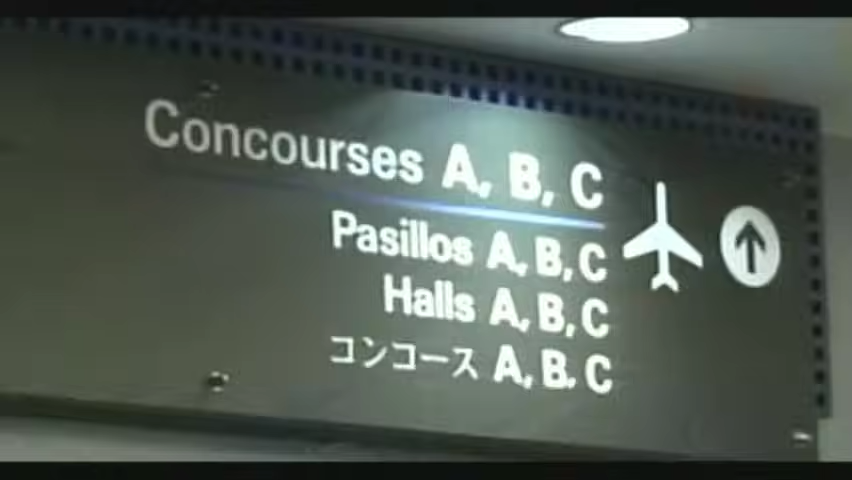 Concourses A, B, C
Pasillos A, B, C
Halls A, B, C
コンコース A, B, C